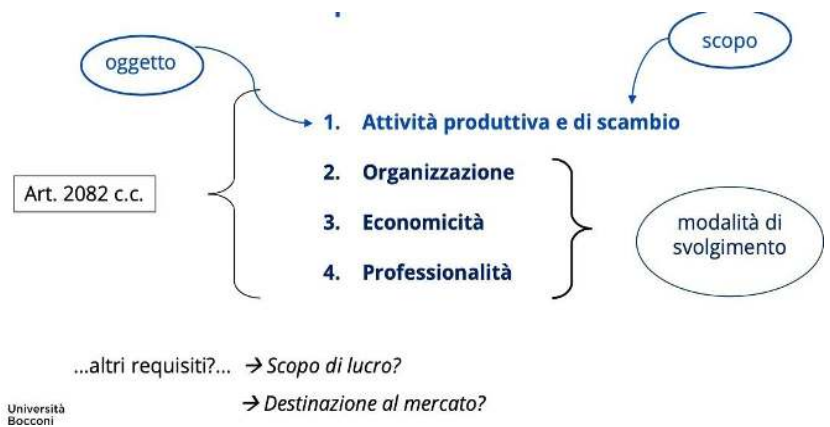 oggetto
scopo
1. Attività produttiva e di scambio
2. Organizzazione
Art. 2082 c.c.
3. Economicità
modalità di
svolgimento
4. Professionalità
...altri requisiti?... → Scopo di lucro?
→ Destinazione al mercato?
Università
Bocconi